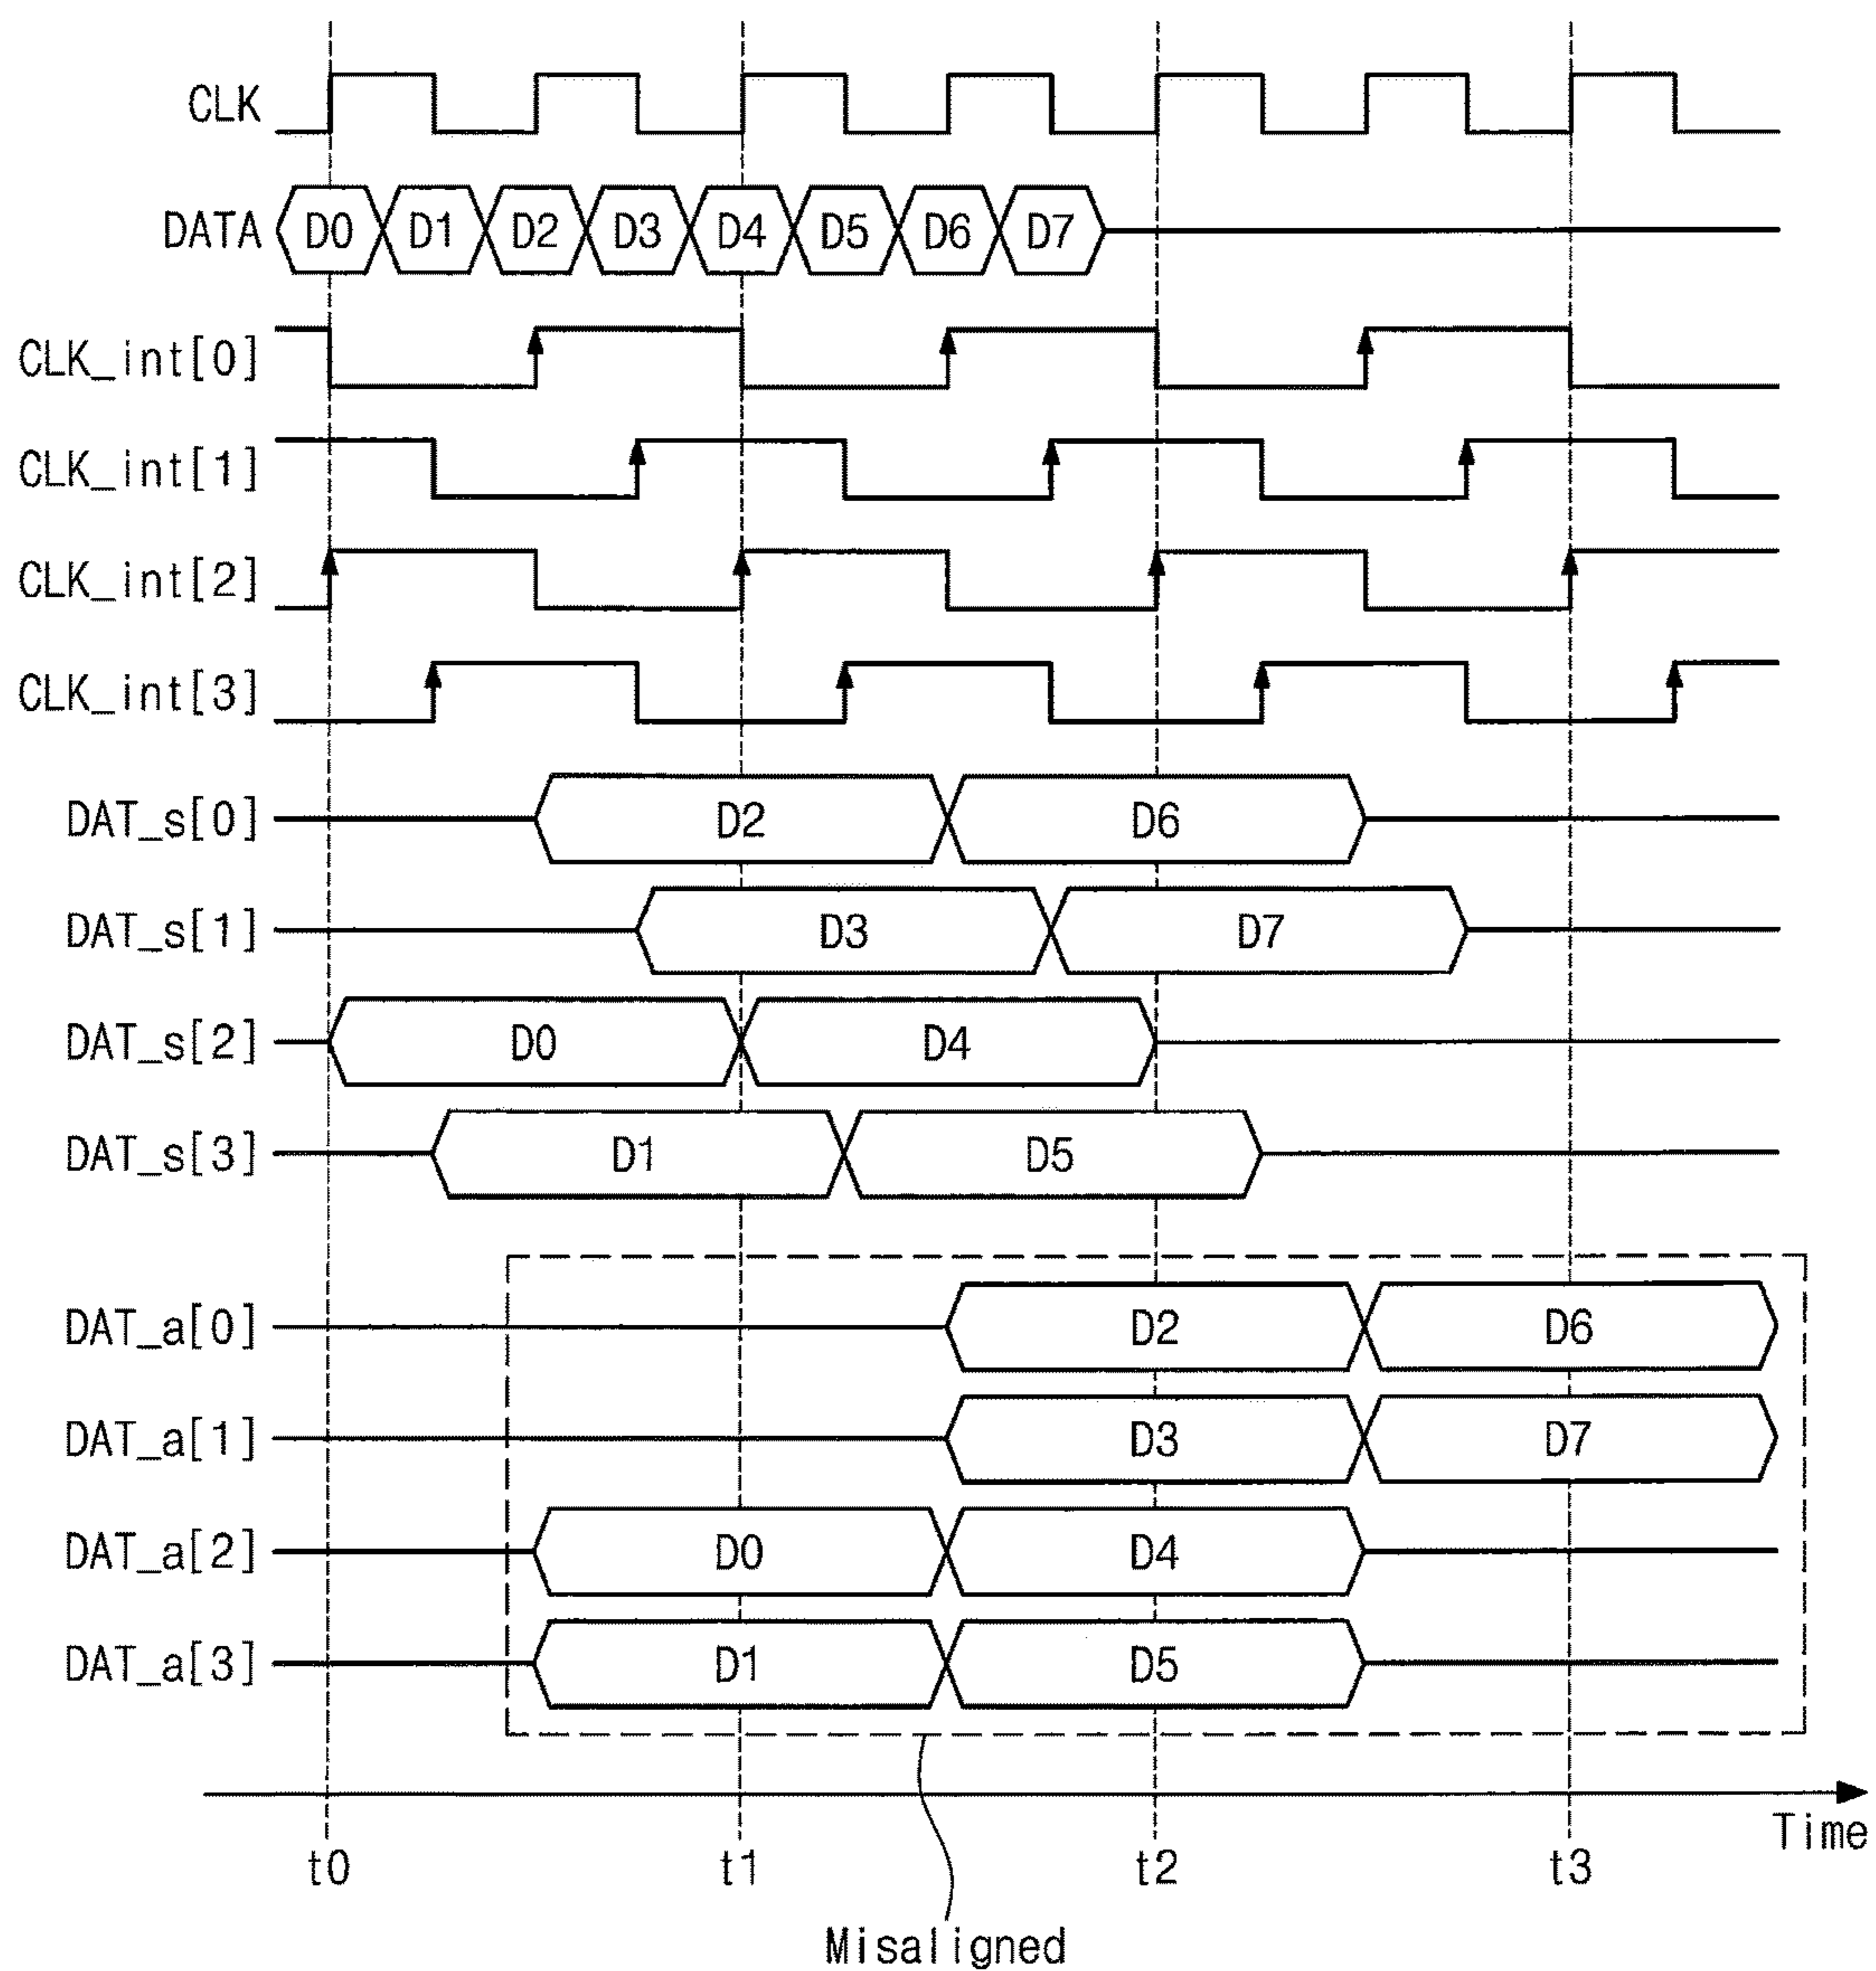 CLK
DATA D0 D1 D2 D3 D4 D5 D6 D7
CLK_int[0]
CLK_int[1]
CLK_int[2]
CLK_int[3]
DAT_s[0] D2 D6
DAT_s[1] D3 D7
DAT_s[2] D0 D4
DAT_s[3] D1 D5
DAT_a[0] D2 D6
DAT_a[1] D3 D7
DAT_a[2] D0 D4
DAT_a[3] D1 D5
Time
t0 t1 t2 t3
Misaligned